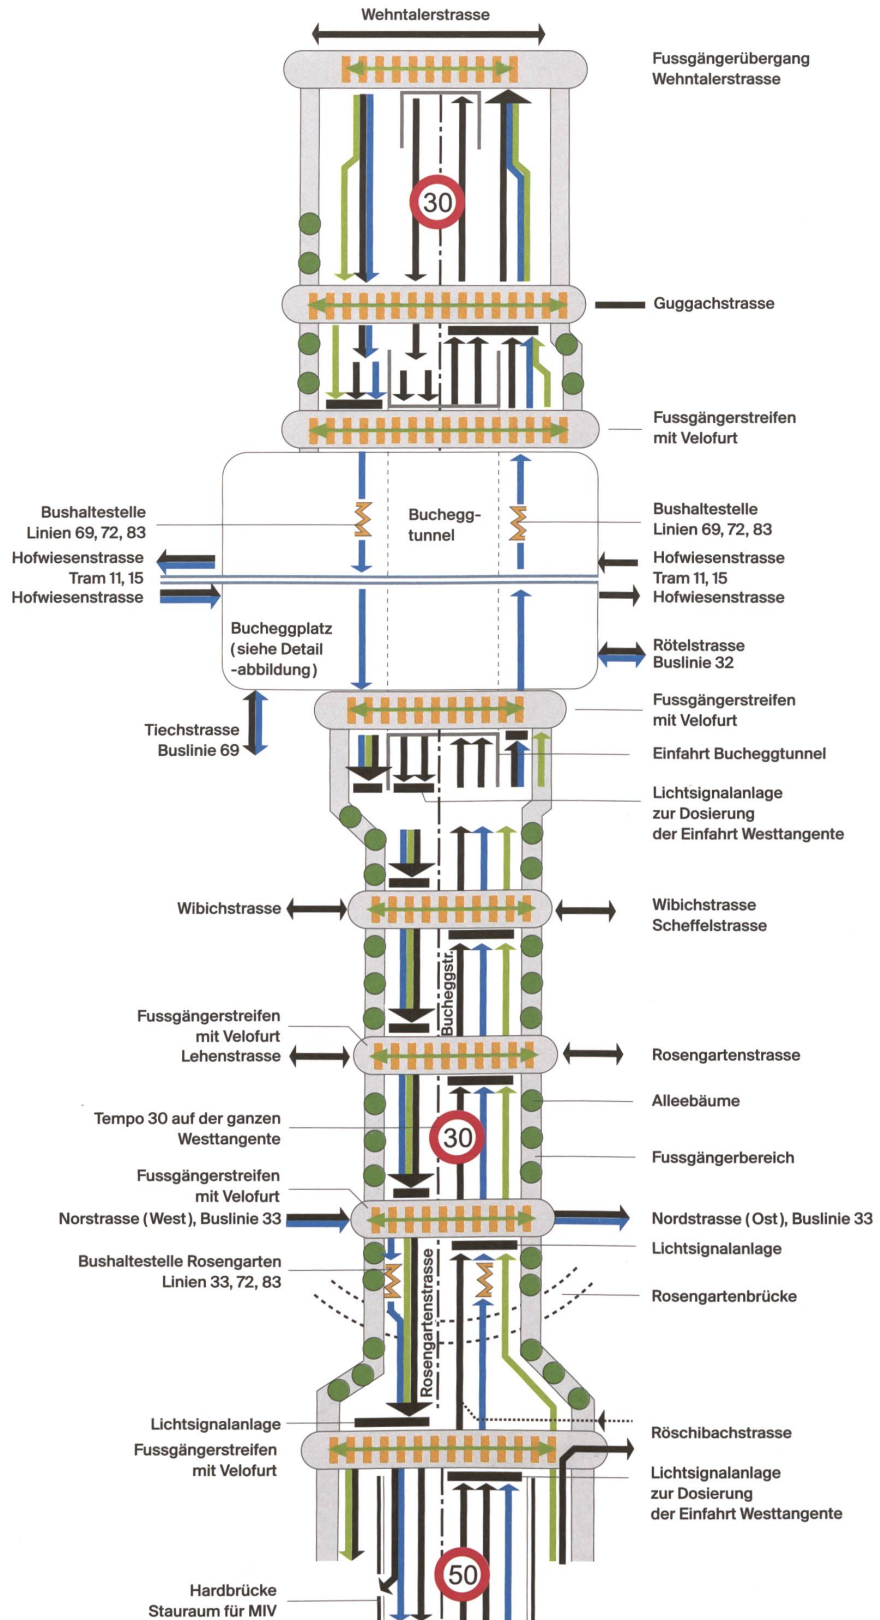 Wehntalerstrasse
Fussgängerübergang
Wehntalerstrasse
30
Guggachstrasse
Fussgängerstreifen
mit Velofurt
Bushaltestelle
Linien 69, 72, 83
Buchegg-
tunnel
Bushaltestelle
Linien 69, 72, 83
Hofwiesenstrasse
Tram 11, 15
Hofwiesenstrasse
Hofwiesenstrasse
Tram 11, 15
Hofwiesenstrasse
Bucheggplatz
(siehe Detail
-abbildung)
Rötelstrasse
Buslinie 32
Tiechstrasse
Buslinie 69
Fussgängerstreifen
mit Velofurt
Einfahrt Bucheggtunnel
Lichtsignalanlage
zur Dosierung
der Einfahrt Westtangente
Wibichstrasse
Wibichstrasse
Scheffelstrasse
Bucheggstr.
Fussgängerstreifen
mit Velofurt
Lehenstrasse
Rosengartenstrasse
Alleebäume
Tempo 30 auf der ganzen
Westtangente
30
Fussgängerbereich
Fussgängerstreifen
mit Velofurt
Norstrasse (West), Buslinie 33
Nordstrasse (Ost), Buslinie 33
Lichtsignalanlage
Bushaltestelle Rosengarten
Linien 33, 72, 83
Rosengartenbrücke
Rosengartenstrasse
Lichtsignalanlage
Fussgängerstreifen
mit Velofurt
Röschibachstrasse
Lichtsignalanlage
zur Dosierung
der Einfahrt Westtangente
50
Hardbrücke
Stauraum für MIV